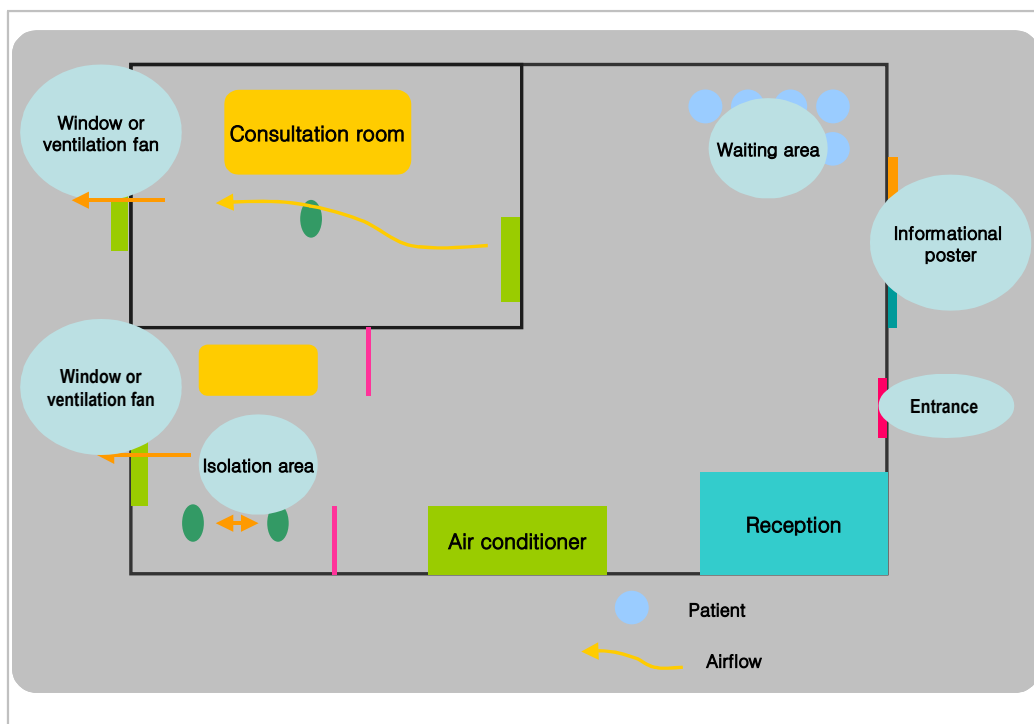 Window or
ventilation fan
Consultation room
Waiting area
Informational
poster
Window or
ventilation fan
Entrance
Isolation area
Air conditioner
Reception
Patient
Airflow